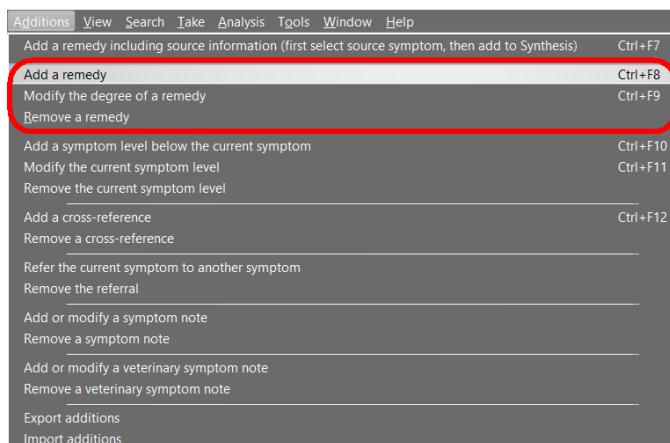 Additions View Search Take Analysis Tools Window Help
Add a remedy including source information (first select source symptom, then add to Synthesis) Ctrl+F7
Add a remedy Ctrl+F8
Modify the degree of a remedy Ctrl+F9
Remove a remedy
Add a symptom level below the current symptom Ctrl+F10
Modify the current symptom level Ctrl+F11
Remove the current symptom level
Add a cross-reference Ctrl+F12
Remove a cross-reference
Refer the current symptom to another symptom
Remove the referral
Add or modify a symptom note
Remove a symptom note
Add or modify a veterinary symptom note
Remove a veterinary symptom note
Export additions
Import additions